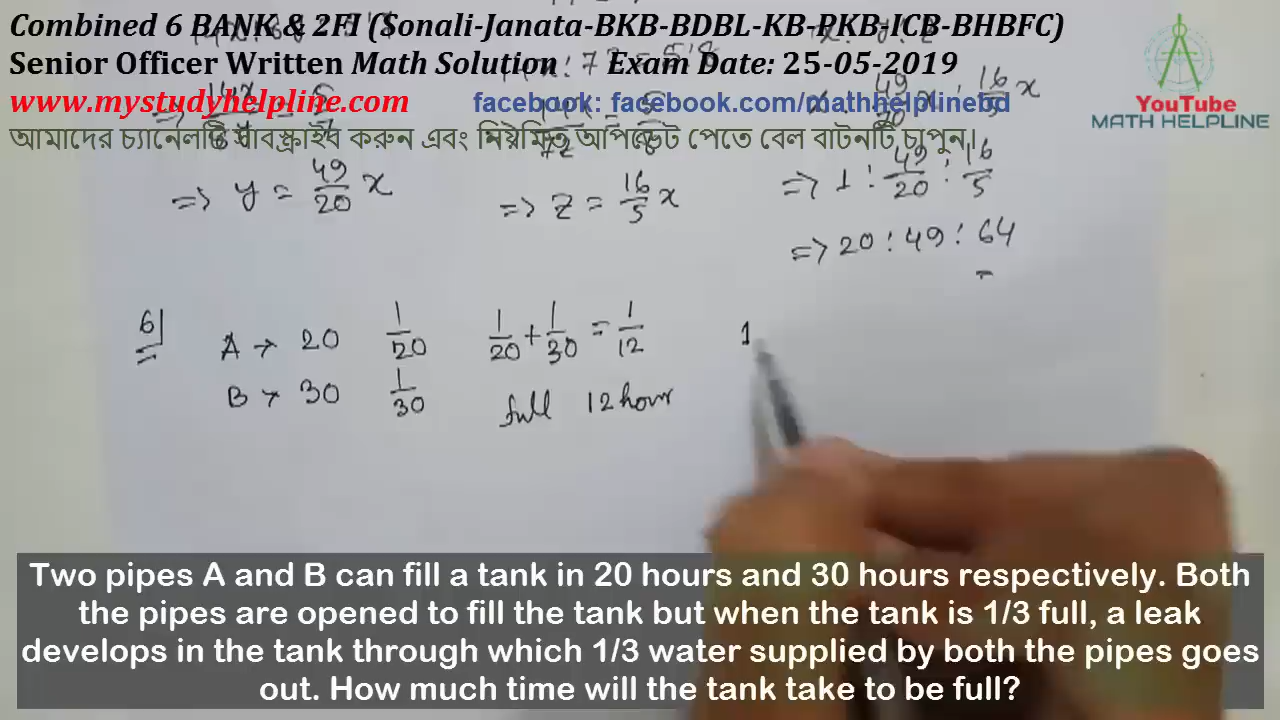 Combined 6 BANK & 2FI (Sonali-Janata-BKB-BDBL-KB-PKB-ICB-BHBFC)
Senior Officer Written Math Solution Exam Date: 25-05-2019
www.mystudyhelpline.com facebook: facebook.com/mathhelplinebd
YouTube
MATH HELPLINE
আমাদের চ্যানেলটি সাবস্ক্রাইব করুন এবং নিয়মিত আপডেট পেতে বেল বাটনটি চাপুন।
=> y = 49/20 x => z = 16/5 x => 1 : 49/20 : 16/5
=> 20 : 49 : 64
6|
A → 20 1/20 1/20 + 1/30 = 1/12 1
B → 30 1/30 full 12 hour
Two pipes A and B can fill a tank in 20 hours and 30 hours respectively. Both
the pipes are opened to fill the tank but when the tank is 1/3 full, a leak
develops in the tank through which 1/3 water supplied by both the pipes goes
out. How much time will the tank take to be full?